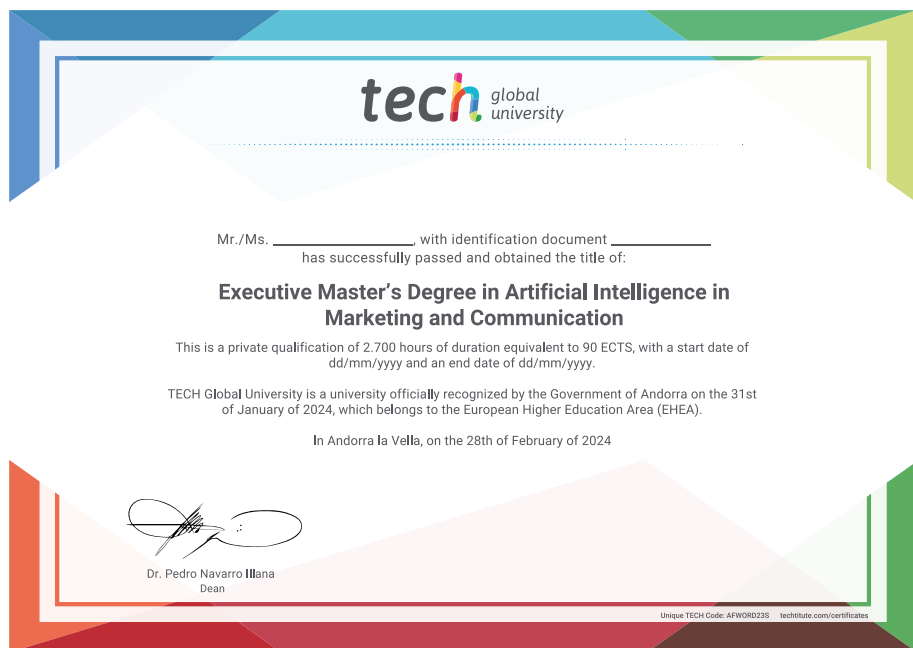 tech global
university
Mr./Ms. ____________________, with identification document ______________
has successfully passed and obtained the title of:
Executive Master's Degree in Artificial Intelligence in
Marketing and Communication
This is a private qualification of 2.700 hours of duration equivalent to 90 ECTS, with a start date of
dd/mm/yyyy and an end date of dd/mm/yyyy.
TECH Global University is a university officially recognized by the Government of Andorra on the 31st
of January of 2024, which belongs to the European Higher Education Area (EHEA).
In Andorra la Vella, on the 28th of February of 2024
Dr. Pedro Navarro Illana
Dean
Unique TECH Code: AFWORD23S techtitute.com/certificates